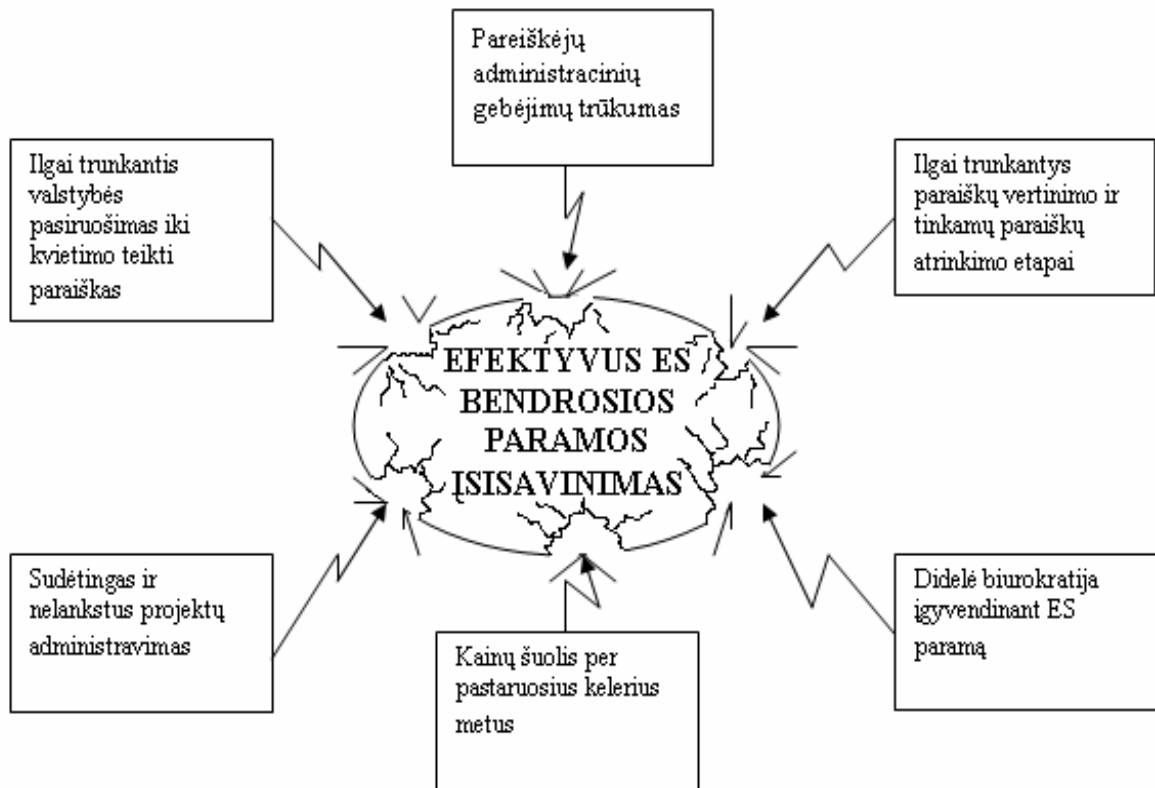 Pareiškėjų
administracinių
gebėjimų trūkumas
Ilgai trunkantis
valstybės
pasiruošimas iki
kvietimo teikti
paraiškas
Ilgai trunkantys
paraiškų vertinimo ir
tinkamų paraiškų
atrinkimo etapai
EFEKTYVUS ES
BENDROSIOS
PARAMOS
ĮSISAVINIMAS
Sudėtingas ir
nelankstus projektų
administravimas
Kainų šuolis per
pastaruosius kelerius
metus
Didelė biurokratija
įgyvendinant ES
paramą